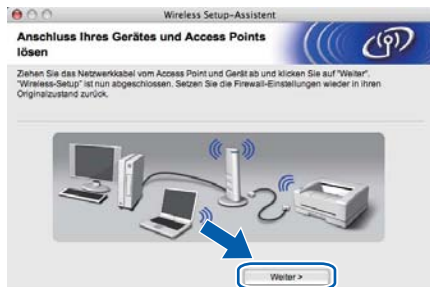 Wireless Setup-Assistent
Anschluss Ihres Gerätes und Access Points
lösen
Ziehen Sie das Netzwerkkabel vom Access Point und Gerät ab und klicken Sie auf "Weiter".
"Wireless-Setup" ist nun abgeschlossen. Setzen Sie die Firewall-Einstellungen wieder in ihren
Originalzustand zurück.
Weiter >